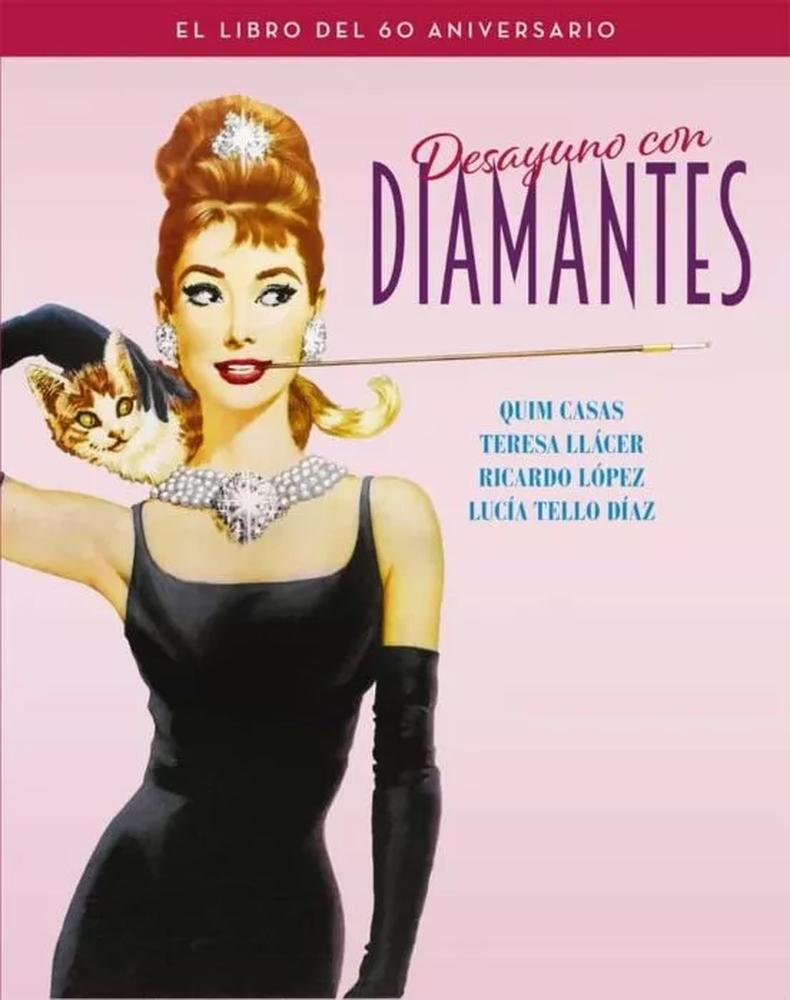 EL LIBRO DEL 60 ANIVERSARIO
Desayuno con
DIAMANTES
QUIM CASAS
TERESA LLÁCER
RICARDO LÓPEZ
LUCÍA TELLO DÍAZ